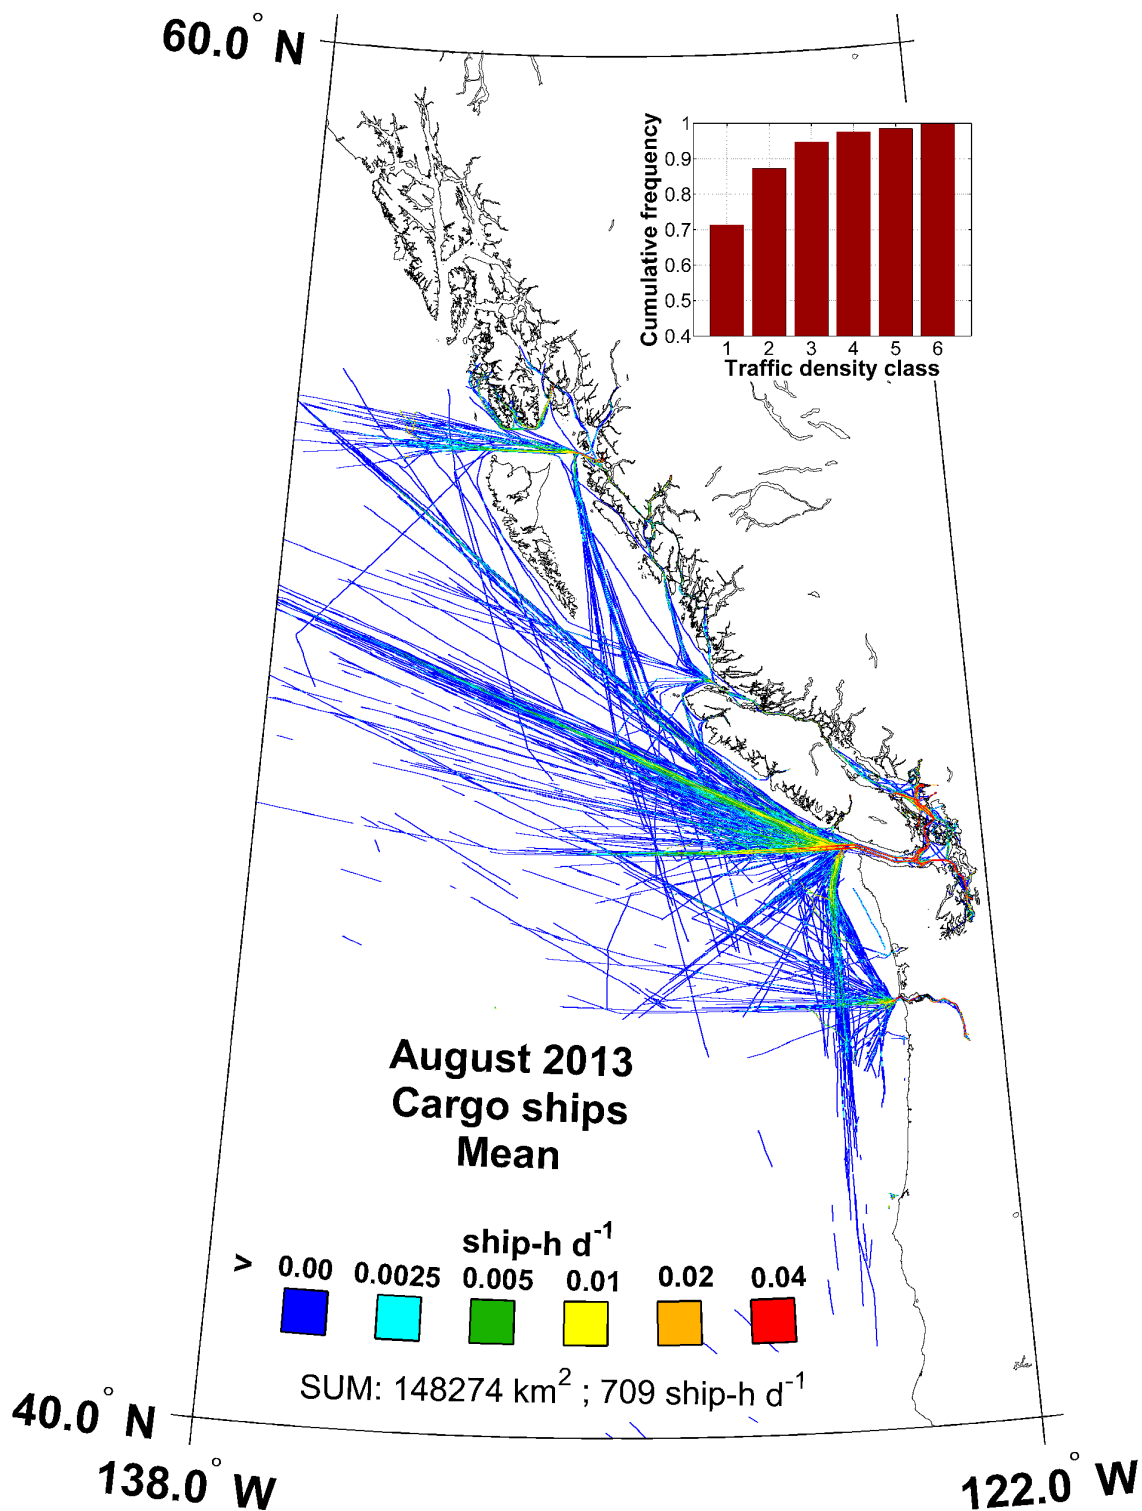 60.0° N
Cumulative frequency
1
0.9
0.8
0.7
0.6
0.5
0.4
1 2 3 4 5 6
Traffic density class
August 2013
Cargo ships
Mean
ship-h d⁻¹
> 0.00 0.0025 0.005 0.01 0.02 0.04
SUM: 148274 km² ; 709 ship-h d⁻¹
40.0° N
138.0° W
122.0° W